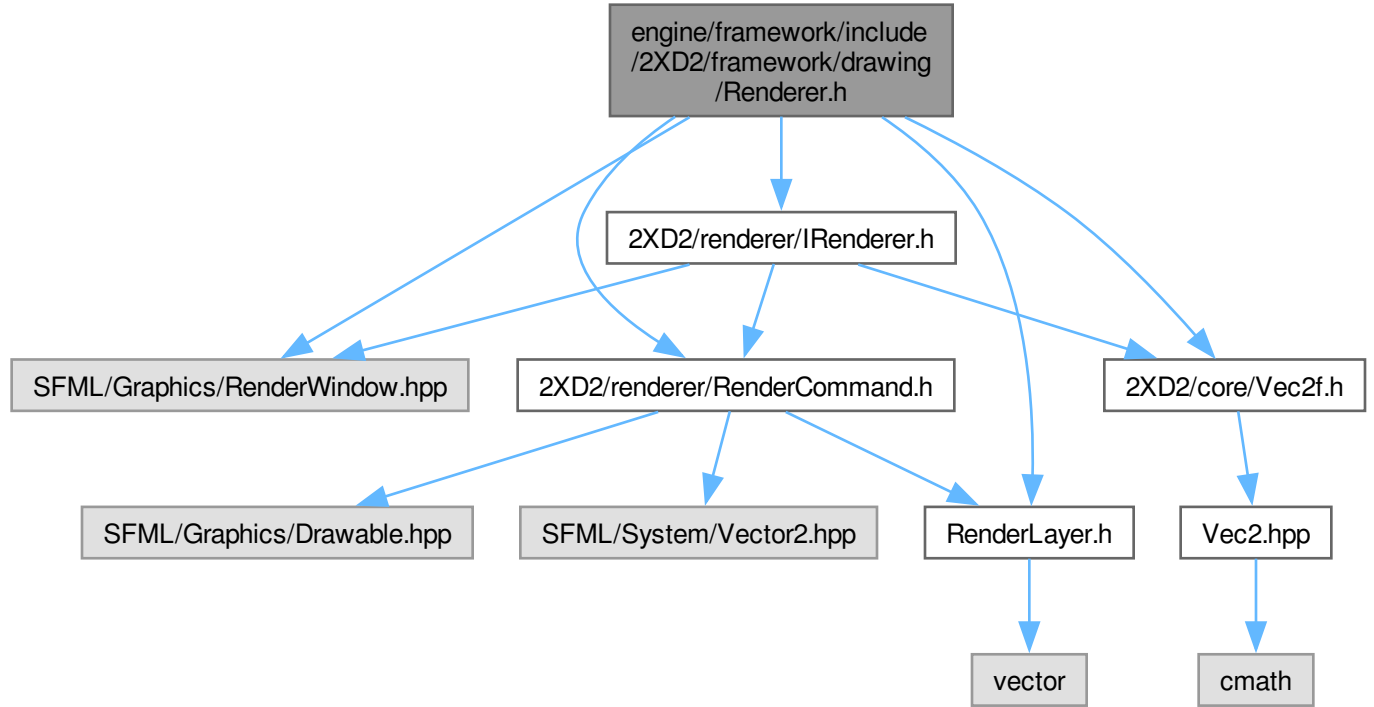 engine/framework/include
/2XD2/framework/drawing
/Renderer.h
2XD2/renderer/IRenderer.h
SFML/Graphics/RenderWindow.hpp
2XD2/renderer/RenderCommand.h
2XD2/core/Vec2f.h
SFML/Graphics/Drawable.hpp
SFML/System/Vector2.hpp
RenderLayer.h
Vec2.hpp
vector
cmath